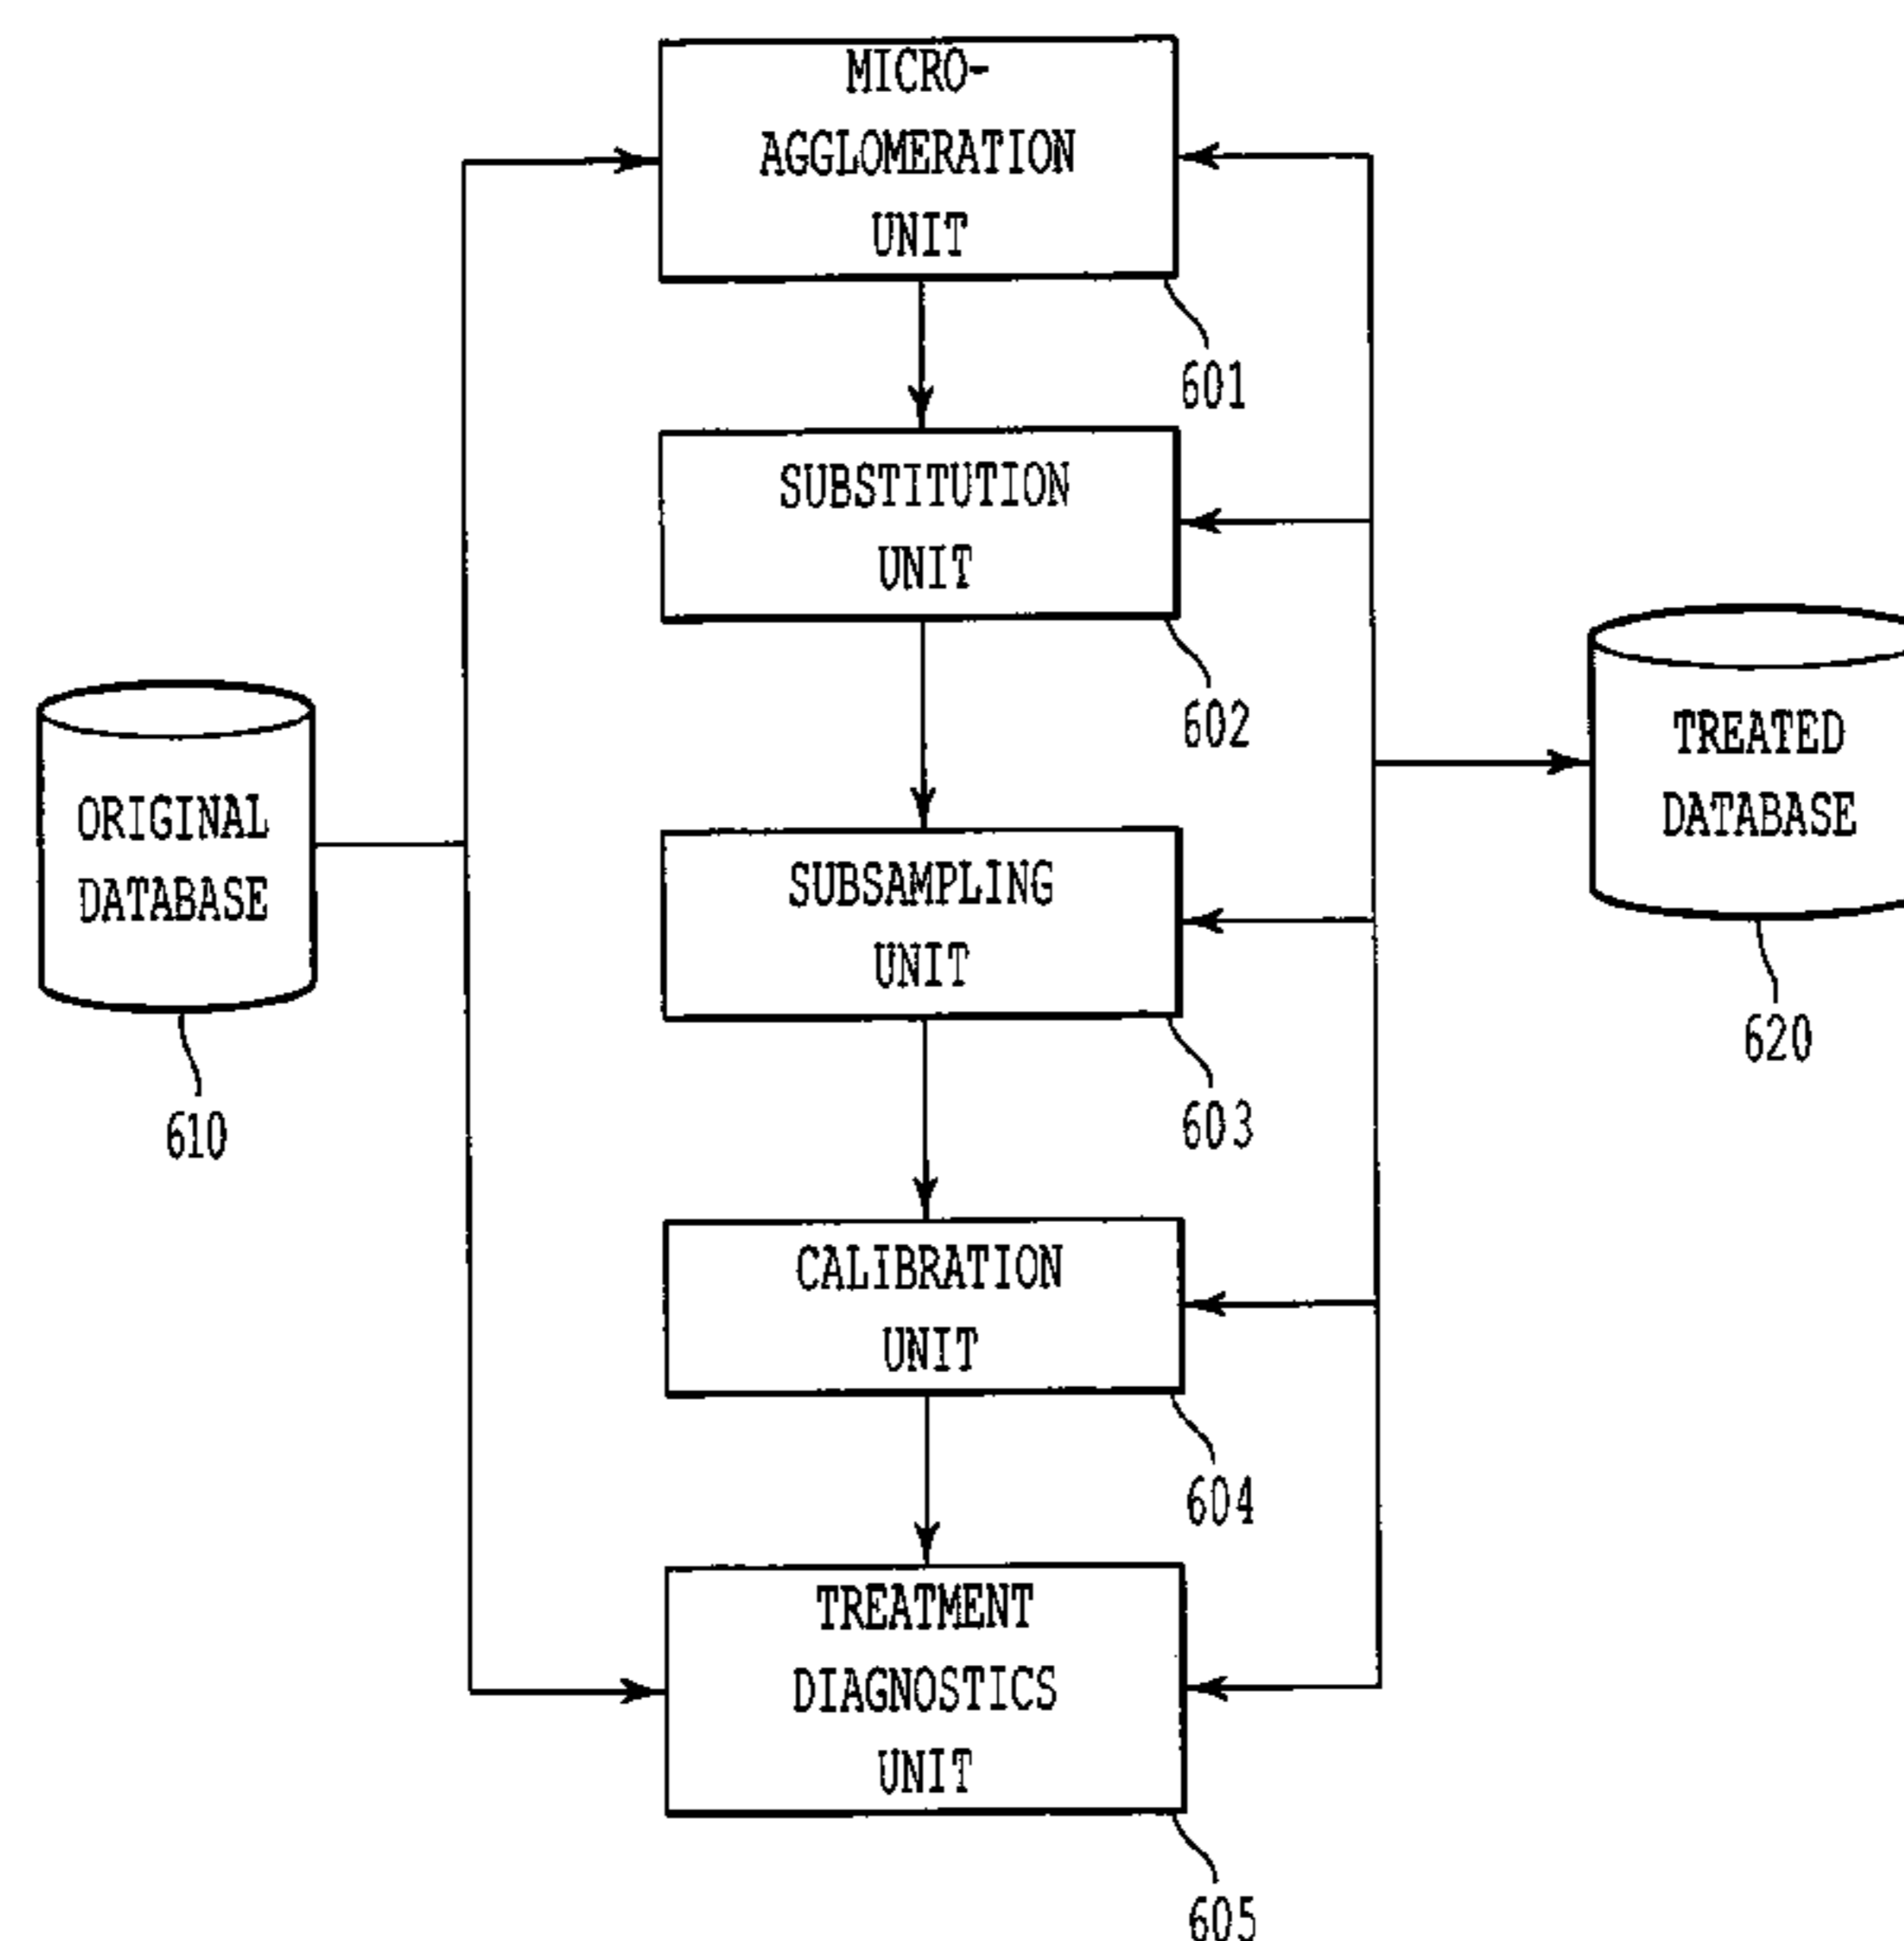 MICRO-
AGGLOMERATION
UNIT
601
SUBSTITUTION
UNIT
602
ORIGINAL
DATABASE
610
TREATED
DATABASE
620
SUBSAMPLING
UNIT
603
CALiBRATION
UNIT
604
TREATMENT
DIAGNOSTICS
UNIT
605